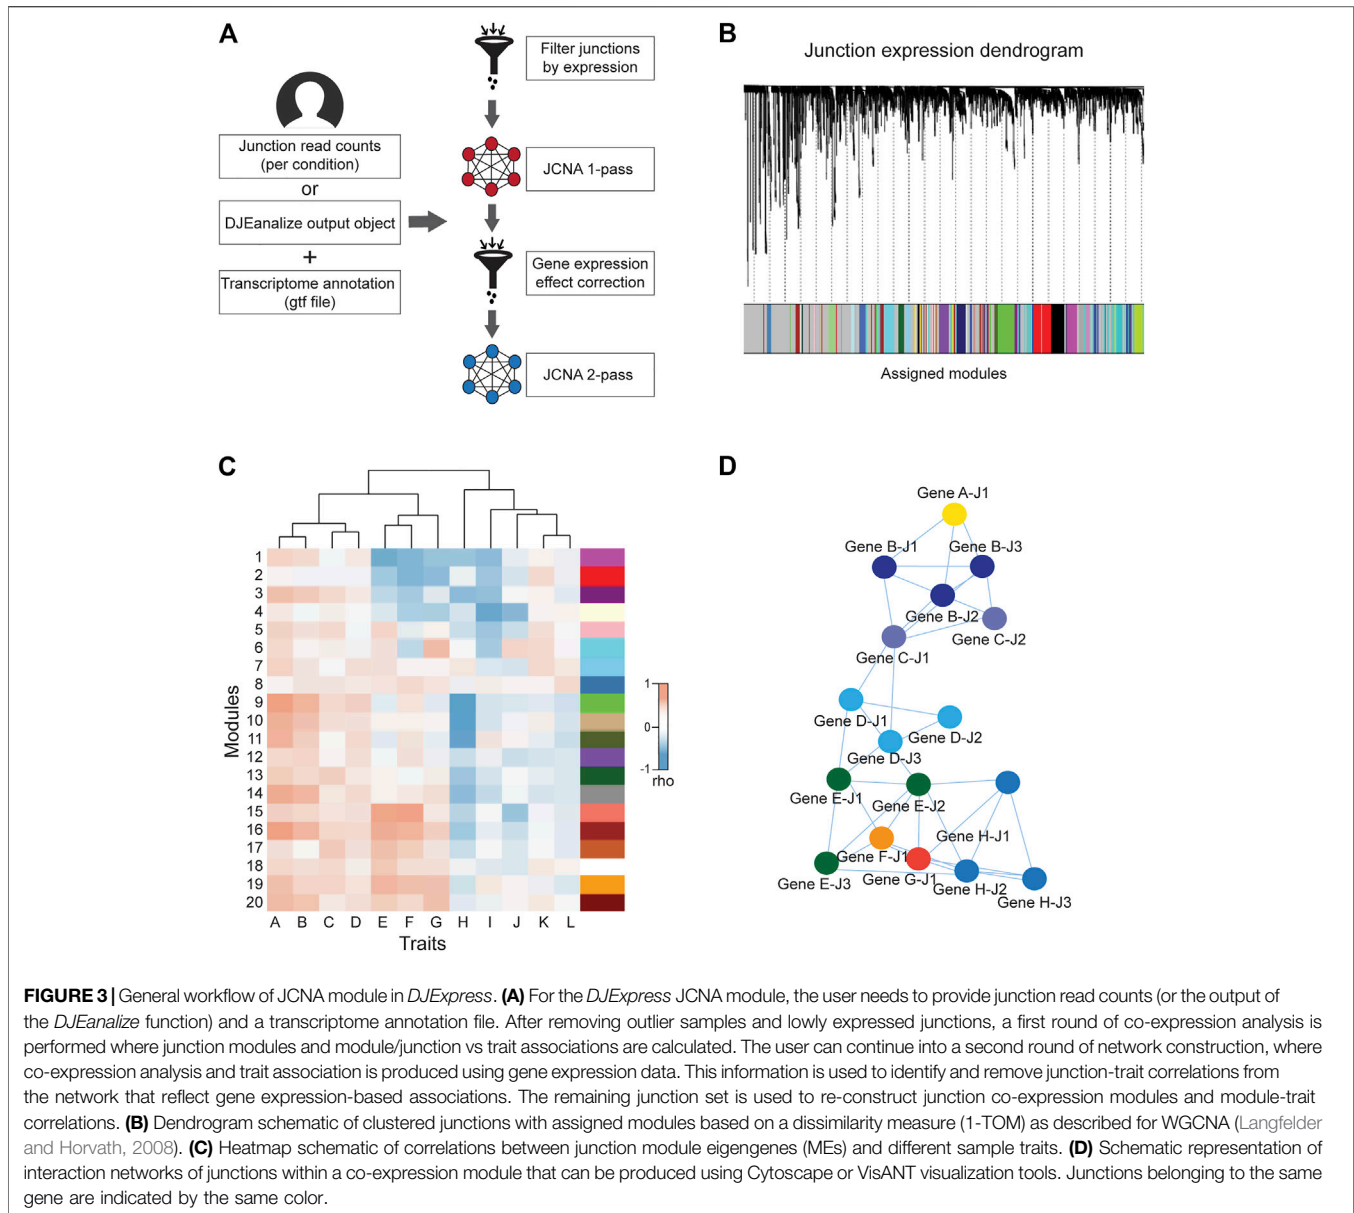 A
Filter junctions
by expression
Junction read counts
(per condition)
or
DJEanalize output object
+
Transcriptome annotation
(gtf file)
JCNA 1-pass
Gene expression
effect correction
JCNA 2-pass
B
Junction expression dendrogram
Assigned modules
C
Modules
1
2
3
4
5
6
7
8
9
10
11
12
13
14
15
16
17
18
19
20
A B C D E F G H I J K L
Traits
1
0
-1
rho
D
Gene A-J1
Gene B-J1
Gene B-J3
Gene B-J2
Gene C-J2
Gene C-J1
Gene D-J1
Gene D-J2
Gene D-J3
Gene E-J1
Gene E-J2
Gene H-J1
Gene F-J1
Gene E-J3
Gene G-J1
Gene H-J2
Gene H-J3
FIGURE 3 | General workflow of JCNA module in DJExpress. (A) For the DJExpress JCNA module, the user needs to provide junction read counts (or the output of
the DJEanalize function) and a transcriptome annotation file. After removing outlier samples and lowly expressed junctions, a first round of co-expression analysis is
performed where junction modules and module/junction vs trait associations are calculated. The user can continue into a second round of network construction, where
co-expression analysis and trait association is produced using gene expression data. This information is used to identify and remove junction-trait correlations from
the network that reflect gene expression-based associations. The remaining junction set is used to re-construct junction co-expression modules and module-trait
correlations. (B) Dendrogram schematic of clustered junctions with assigned modules based on a dissimilarity measure (1-TOM) as described for WGCNA (Langfelder
and Horvath, 2008). (C) Heatmap schematic of correlations between junction module eigengenes (MEs) and different sample traits. (D) Schematic representation of
interaction networks of junctions within a co-expression module that can be produced using Cytoscape or VisANT visualization tools. Junctions belonging to the same
gene are indicated by the same color.